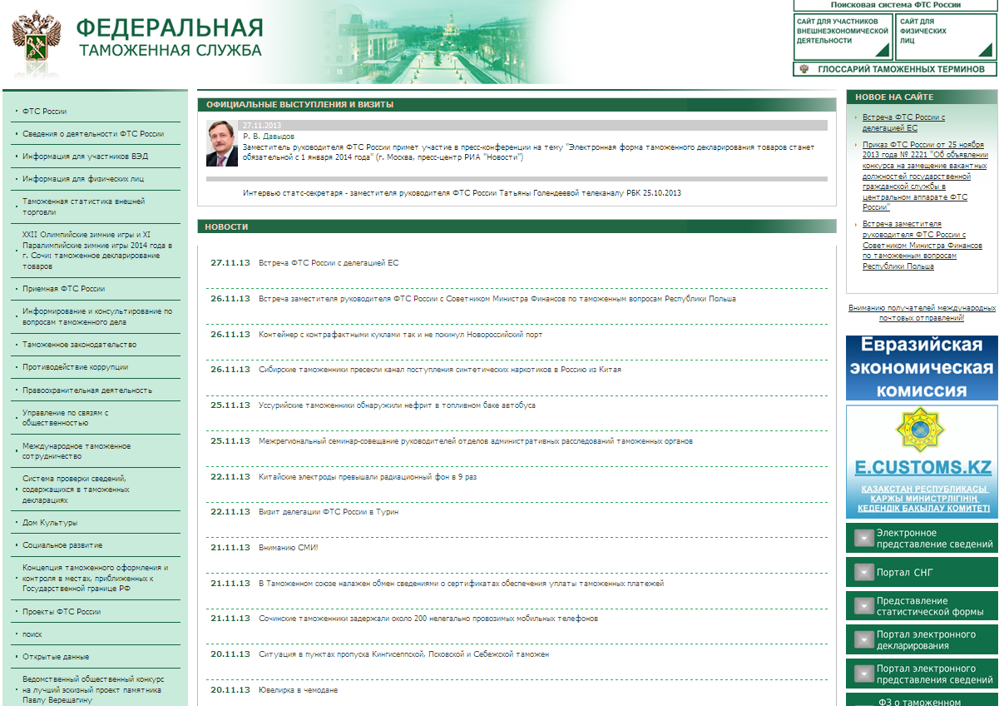 ФЕДЕРАЛЬНАЯ
ТАМОЖЕННАЯ СЛУЖБА
Поисковая система ФТС России
САЙТ ДЛЯ УЧАСТНИКОВ
ВНЕШНЕЭКОНОМИЧЕСКОЙ
ДЕЯТЕЛЬНОСТИ
САЙТ ДЛЯ
ФИЗИЧЕСКИХ
ЛИЦ
ГЛОССАРИЙ ТАМОЖЕННЫХ ТЕРМИНОВ
ФТС России
Сведения о деятельности ФТС России
Информация для участников ВЭД
Информация для физических лиц
Таможенная статистика внешней
торговли
XXII Олимпийские зимние игры и XI
Паралимпийские зимние игры 2014 года в
г. Сочи: таможенное декларирование
товаров
Приемная ФТС России
Информирование и консультирование по
вопросам таможенного дела
Таможенное законодательство
Противодействие коррупции
Правоохранительная деятельность
Управление по связям с
общественностью
Международное таможенное
сотрудничество
Система проверки сведений,
содержащихся в таможенных
декларациях
Дом Культуры
Социальное развитие
Концепция таможенного оформления и
контроля в местах, приближенных к
Государственной границе РФ
Проекты ФТС России
поиск
Открытые данные
Ведомственный общественный конкурс
на лучший эскизный проект памятника
Павлу Верещагину
ОФИЦИАЛЬНЫЕ ВЫСТУПЛЕНИЯ И ВИЗИТЫ
27.11.2013
Р. В. Давыдов
Заместитель руководителя ФТС России примет участие в пресс-конференции на тему "Электронная форма таможенного декларирования товаров станет
обязательной с 1 января 2014 года" (г. Москва, пресс-центр РИА "Новости")
Интервью статс-секретаря - заместителя руководителя ФТС России Татьяны Голендеевой телеканалу РБК 25.10.2013
НОВОСТИ
27.11.13 Встреча ФТС России с делегацией ЕС
26.11.13 Встреча заместителя руководителя ФТС России с Советником Министра Финансов по таможенным вопросам Республики Польша
26.11.13 Контейнер с контрафактными куклами так и не покинул Новороссийский порт
26.11.13 Сибирские таможенники пресекли канал поступления синтетических наркотиков в Россию из Китая
25.11.13 Уссурийские таможенники обнаружили нефрит в топливном баке автобуса
25.11.13 Межрегиональный семинар-совещание руководителей отделов административных расследований таможенных органов
22.11.13 Китайские электроды превышали радиационный фон в 9 раз
22.11.13 Визит делегации ФТС России в Турин
21.11.13 Вниманию СМИ!
21.11.13 В Таможенном союзе налажен обмен сведениями о сертификатах обеспечения уплаты таможенных платежей
21.11.13 Сочинские таможенники задержали около 200 нелегально провозимых мобильных телефонов
20.11.13 Ситуация в пунктах пропуска Кингисеппской, Псковской и Себежской таможен
20.11.13 Ювелирка в чемодане
НОВОЕ НА САЙТЕ
Встреча ФТС России с
делегацией ЕС
Приказ ФТС России от 25 ноября
2013 года № 2221 "Об объявлении
конкурса на замещение вакантных
должностей государственной
гражданской службы в
центральном аппарате ФТС
России"
Встреча заместителя
руководителя ФТС России с
Советником Министра Финансов
по таможенным вопросам
Республики Польша
Вниманию получателей международных
почтовых отправлений!
Евразийская
экономическая
комиссия
E.CUSTOMS.KZ
ҚАЗАҚСТАН РЕСПУБЛИКАСЫ
ҚАРЖЫ МИНИСТРЛІГІНІҢ
КЕДЕНДІК БАҚЫЛАУ КОМИТЕТІ
Электронное
представление сведений
Портал СНГ
Представление
статистической формы
Портал электронного
декларирования
Портал электронного
представления сведений
ФЗ о таможенном